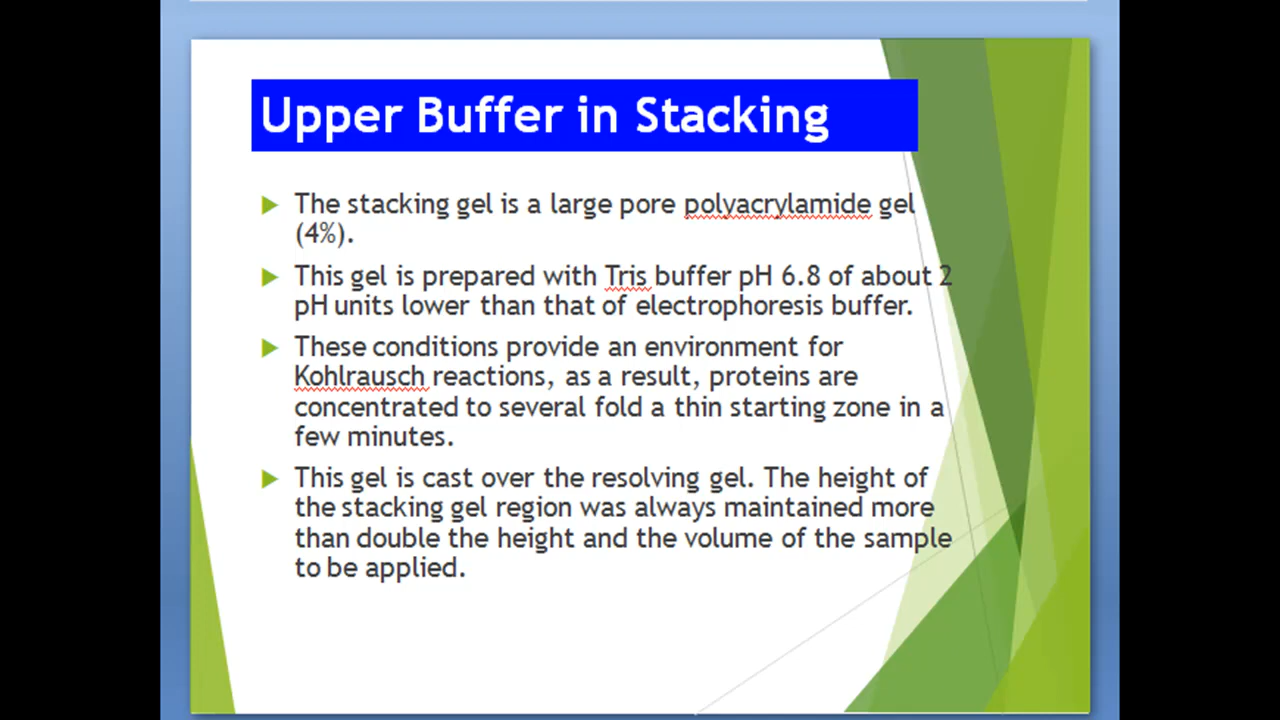 Upper Buffer in Stacking
The stacking gel is a large pore polyacrylamide gel
(4%).
This gel is prepared with Tris buffer pH 6.8 of about 2
pH units lower than that of electrophoresis buffer.
These conditions provide an environment for
Kohlrausch reactions, as a result, proteins are
concentrated to several fold a thin starting zone in a
few minutes.
This gel is cast over the resolving gel. The height of
the stacking gel region was always maintained more
than double the height and the volume of the sample
to be applied.